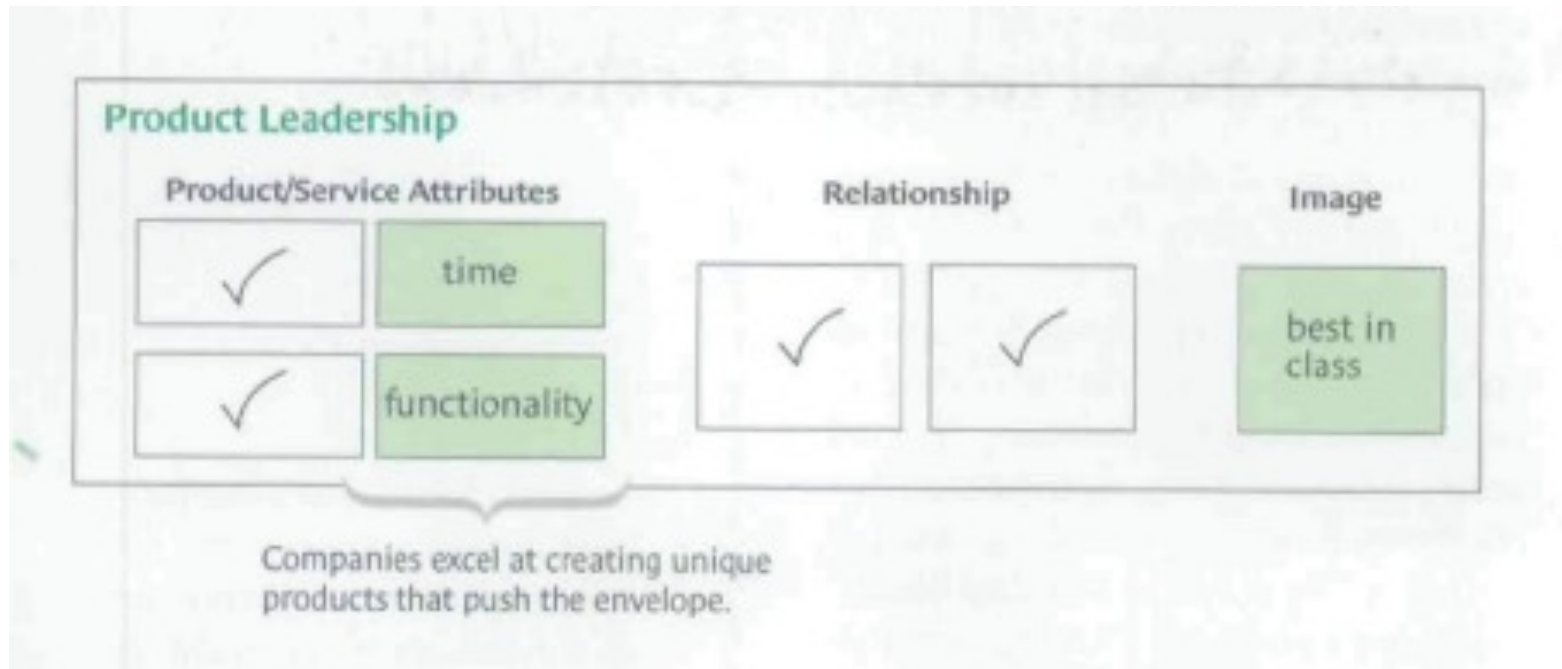 Product Leadership
Product/Service Attributes
Relationship
Image
time
functionality
best in
class
Companies excel at creating unique
products that push the envelope.